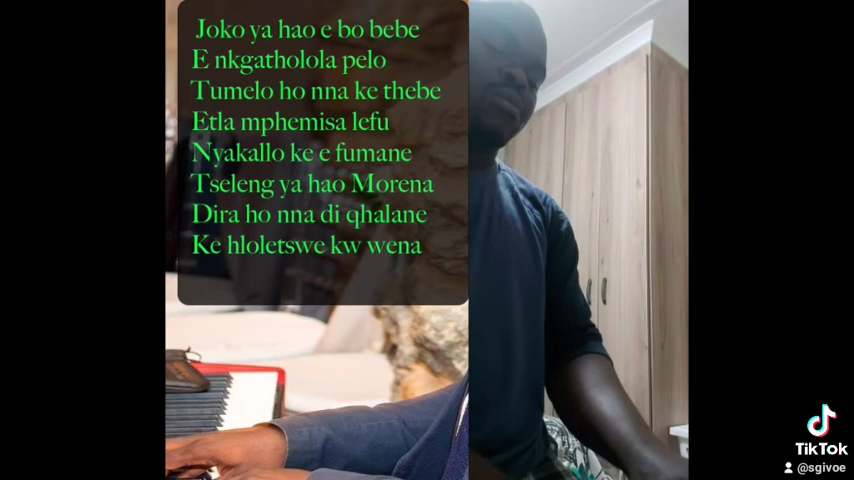 Joko ya hao e bo bebe
E nkgatholola pelo
Tumelo ho nna ke thebe
Etla mphemisa lefu
Nyakallo ke e fumane
Tseleng ya hao Morena
Dira ho nna di qhalane
Ke hloletswe kw wena
TikTok
@sgivoe